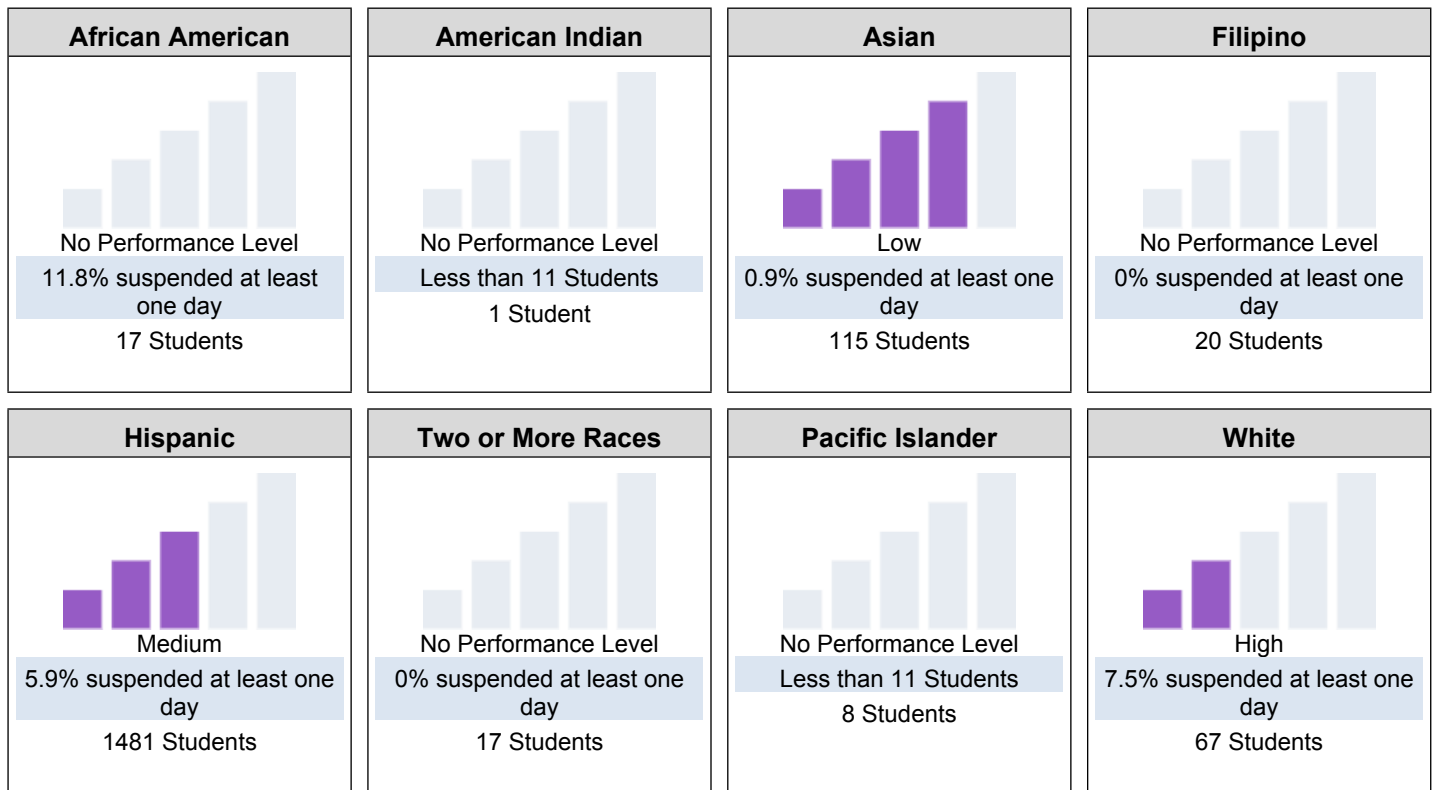 African American
No Performance Level
11.8% suspended at least
one day
17 Students
American Indian
No Performance Level
Less than 11 Students
1 Student
Asian
Low
0.9% suspended at least one
day
115 Students
Filipino
No Performance Level
0% suspended at least one
day
20 Students
Hispanic
Medium
5.9% suspended at least one
day
1481 Students
Two or More Races
No Performance Level
0% suspended at least one
day
17 Students
Pacific Islander
No Performance Level
Less than 11 Students
8 Students
White
High
7.5% suspended at least one
day
67 Students